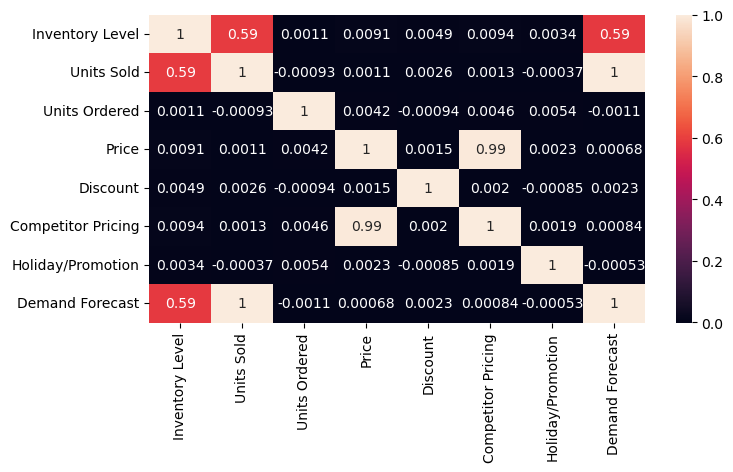 Inventory Level 1 0.59 0.0011 0.0091 0.0049 0.0094 0.0034 0.59
Units Sold 0.59 1 -0.00093 0.0011 0.0026 0.0013 -0.00037 1
Units Ordered 0.0011 -0.00093 1 0.0042 -0.00094 0.0046 0.0054 -0.0011
Price 0.0091 0.0011 0.0042 1 0.0015 0.99 0.0023 0.00068
Discount 0.0049 0.0026 -0.00094 0.0015 1 0.002 -0.00085 0.0023
Competitor Pricing 0.0094 0.0013 0.0046 0.99 0.002 1 0.0019 0.00084
Holiday/Promotion 0.0034 -0.00037 0.0054 0.0023 -0.00085 0.0019 1 -0.00053
Demand Forecast 0.59 1 -0.0011 0.00068 0.0023 0.00084 -0.00053 1
Inventory Level
Units Sold
Units Ordered
Price
Discount
Competitor Pricing
Holiday/Promotion
Demand Forecast
1.0
0.8
0.6
0.4
0.2
0.0